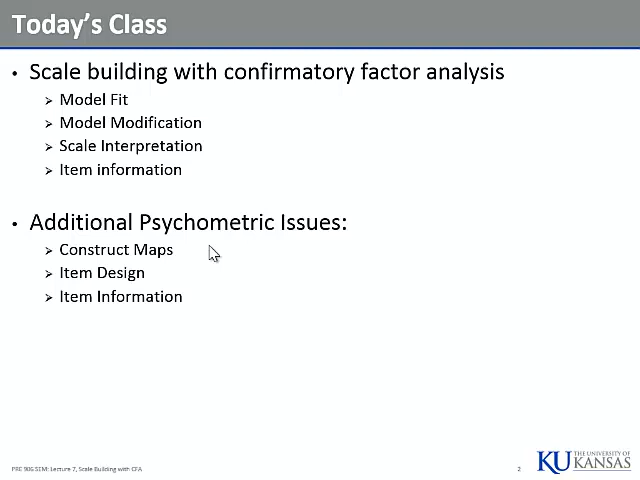 Today's Class
• Scale building with confirmatory factor analysis
➢ Model Fit
➢ Model Modification
➢ Scale Interpretation
➢ Item information
• Additional Psychometric Issues:
➢ Construct Maps
➢ Item Design
➢ Item Information
PRE 906 SEM: Lecture 7, Scale Building with CFA
2
KU THE UNIVERSITY OF
KANSAS